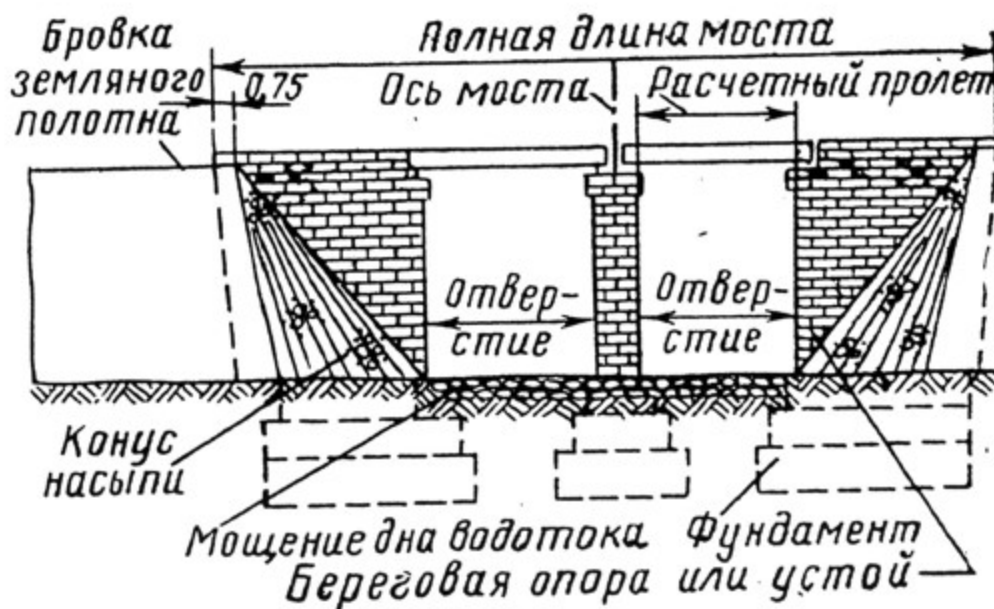 Полная длина моста
Бровка
земляного
полотна
0,75
Ось моста
Расчетный пролет
Отвер-
стие
Отвер-
стие
Конус
насыпи
Мощение дна водотока
Фундамент
Береговая опора или устой